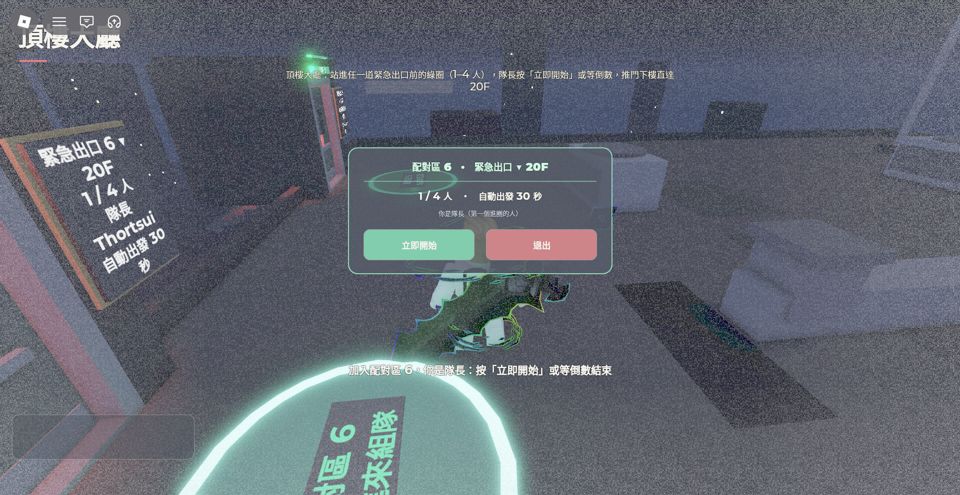 頂樓大廳
頂樓大廳：站進任一道緊急出口前的綠圈（1–4 人），隊長按「立即開始」或等倒數，推門下樓直達
20F
緊急出口 6 ▼
20F
1 / 4 人
隊長
Thortsui
自動出發 30
秒
配對區 6 • 緊急出口 ▼ 20F
1 / 4 人 • 自動出發 30 秒
你是隊長（第一個進圈的人）
立即開始
退出
加入配對區 6，你是隊長：按「立即開始」或等倒數結束
對區 6
來組隊